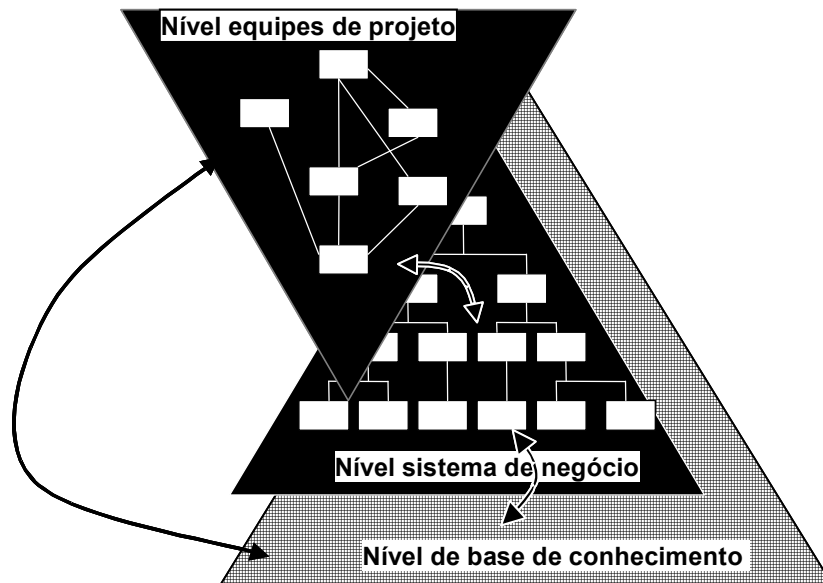 Nível equipes de projeto
Nível sistema de negócio
Nível de base de conhecimento